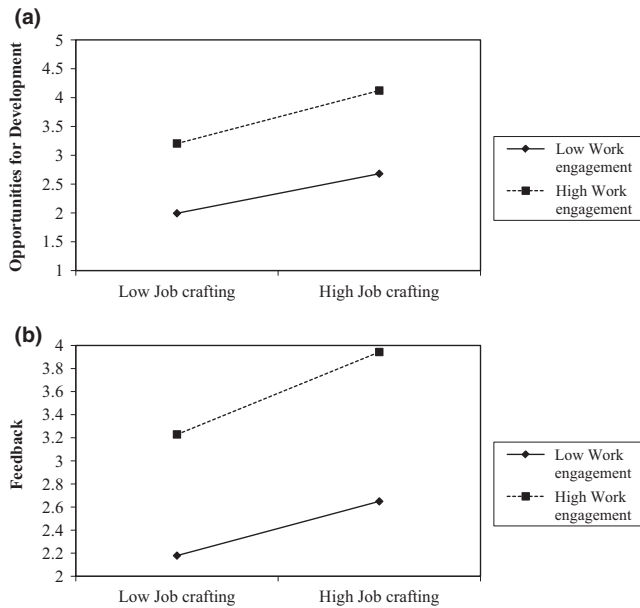 (a)
Opportunities for Development
5
4.5
4
3.5
3
2.5
2
1.5
1
Low Job crafting High Job crafting
Low Work
engagement
High Work
engagement
(b)
Feedback
4
3.8
3.6
3.4
3.2
3
2.8
2.6
2.4
2.2
2
Low Job crafting High Job crafting
Low Work
engagement
High Work
engagement